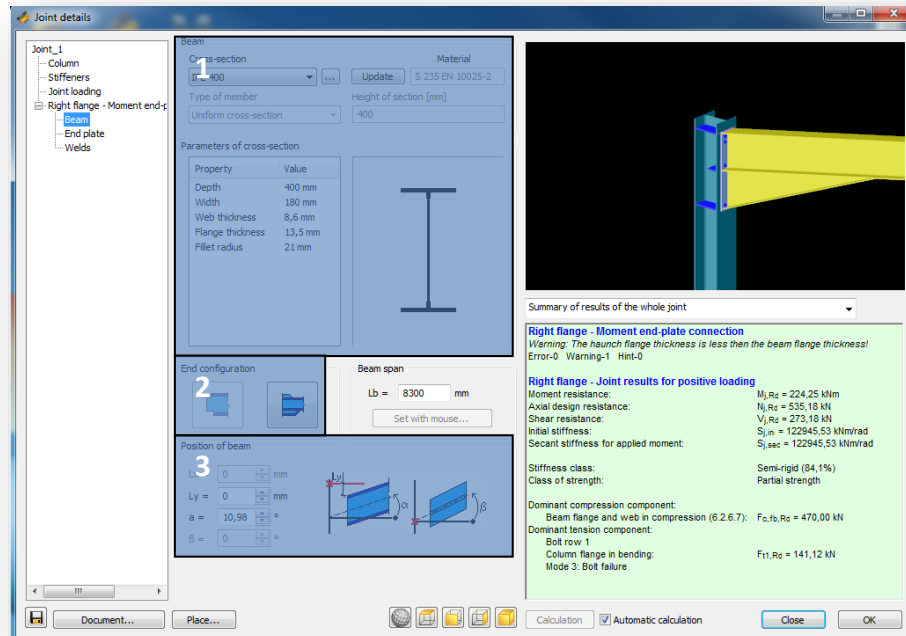 Joint details
Joint_1
Column
Stiffeners
Joint loading
Right flange - Moment end-p
Beam
End plate
Welds
Beam
1
Cross-section
Material
IPE 400
...
Update
S 235 EN 10025-2
Type of member
Height of section [mm]
Uniform cross-section
400
Parameters of cross-section
Property Value
Depth 400 mm
Width 180 mm
Web thickness 8,6 mm
Flange thickness 13,5 mm
Fillet radius 21 mm
End configuration
2
Beam span
Lb = 8300 mm
Set with mouse...
Position of beam
3
0 mm
Ly = 0 mm
a = 10,98 °
β = 0 °
Ly
α
β
Summary of results of the whole joint
Right flange - Moment end-plate connection
Warning: The haunch flange thickness is less then the beam flange thickness!
Error-0 Warning-1 Hint-0
Right flange - Joint results for positive loading
Moment resistance: Mj,Rd = 224,25 kNm
Axial design resistance: Nj,Rd = 535,18 kN
Shear resistance: Vj,Rd = 273,18 kN
Initial stiffness: Sj,ini = 122945,53 kNm/rad
Secant stiffness for applied moment: Sj,sec = 122945,53 kNm/rad
Stiffness class: Semi-rigid (84,1%)
Class of strength: Partial strength
Dominant compression component:
Beam flange and web in compression (6.2.6.7): Fc,fb,Rd = 470,00 kN
Dominant tension component:
Bolt row 1
Column flange in bending: Ft1,Rd = 141,12 kN
Mode 3: Bolt failure
Document...
Place...
Calculation
Automatic calculation
Close
OK